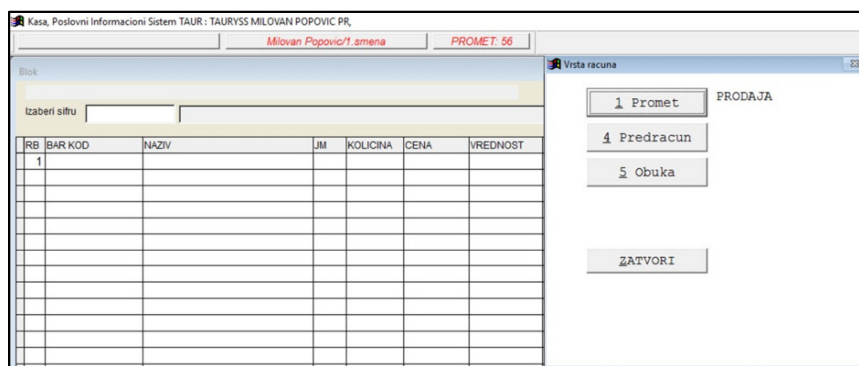 Kasa, Poslovni Informacioni Sistem TAUR : TAURYSS MILOVAN POPOVIC PR,
Milovan Popovic/1.smena PROMET: 56
Blok
Izaberi sifru
RB BAR KOD NAZIV JM KOLICINA CENA VREDNOST
1
Vrsta racuna
1 Promet PRODAJA
4 Predracun
5 Obuka
ZATVORI